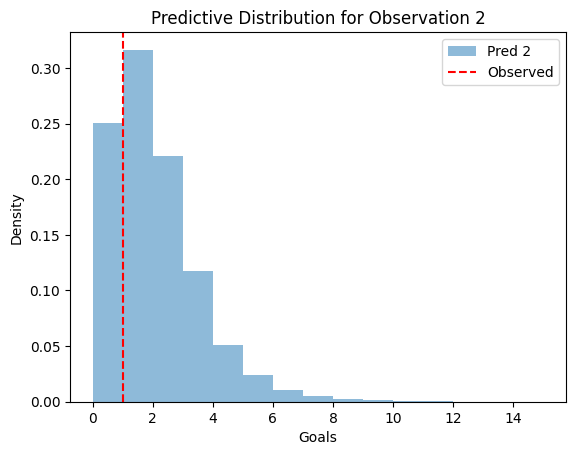 Predictive Distribution for Observation 2
Pred 2
Observed
Density
0.30
0.25
0.20
0.15
0.10
0.05
0.00
0 2 4 6 8 10 12 14
Goals